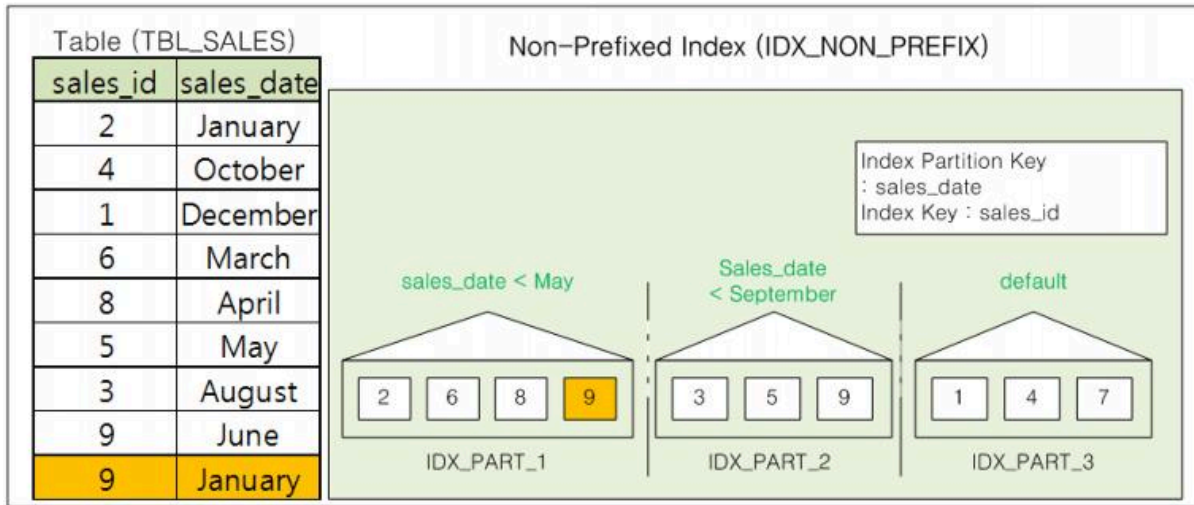 Table (TBL_SALES)
Non-Prefixed Index (IDX_NON_PREFIX)
sales_id sales_date
2 January
4 October
1 December
6 March
8 April
5 May
3 August
9 June
9 January
Index Partition Key
: sales_date
Index Key : sales_id
sales_date < May
Sales_date
< September
default
2 6 8 9
3 5 9
1 4 7
IDX_PART_1
IDX_PART_2
IDX_PART_3